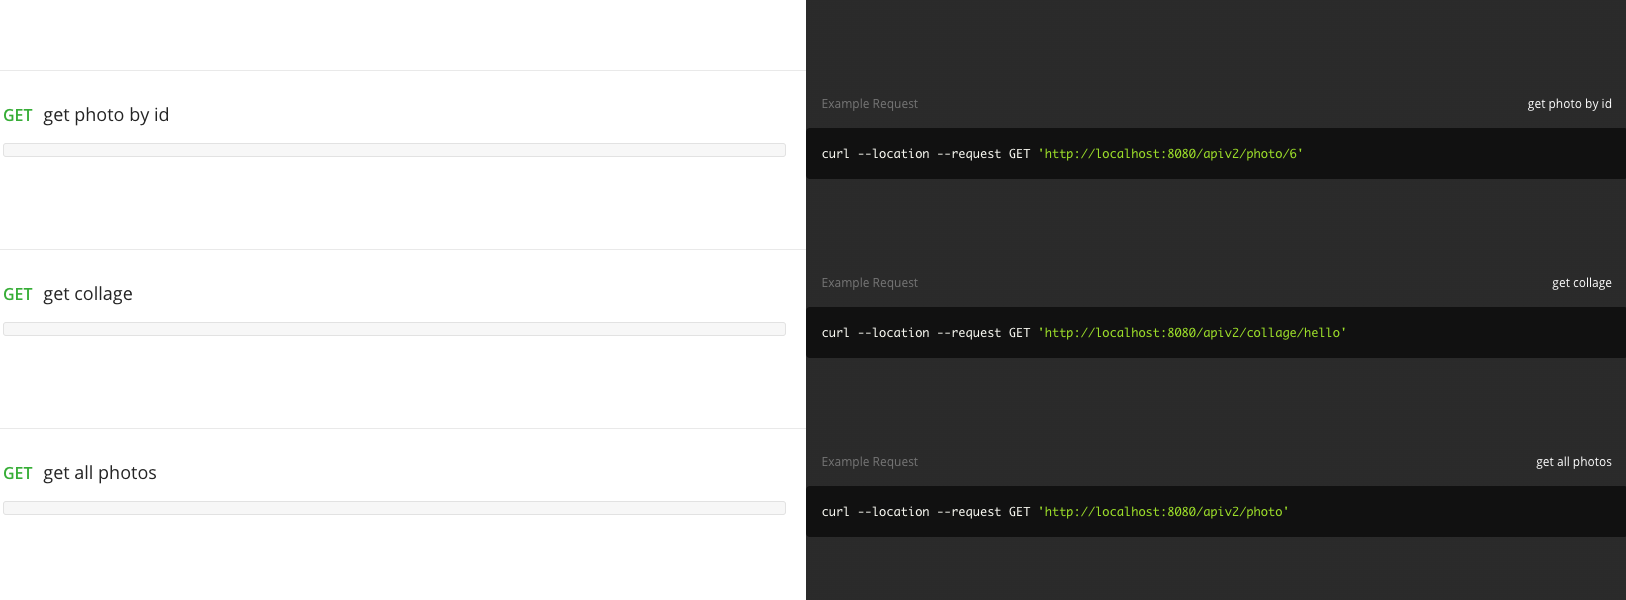 GET get photo by id
Example Request
get photo by id
curl --location --request GET 'http://localhost:8080/apiv2/photo/6'
GET get collage
Example Request
get collage
curl --location --request GET 'http://localhost:8080/apiv2/collage/hello'
GET get all photos
Example Request
get all photos
curl --location --request GET 'http://localhost:8080/apiv2/photo'